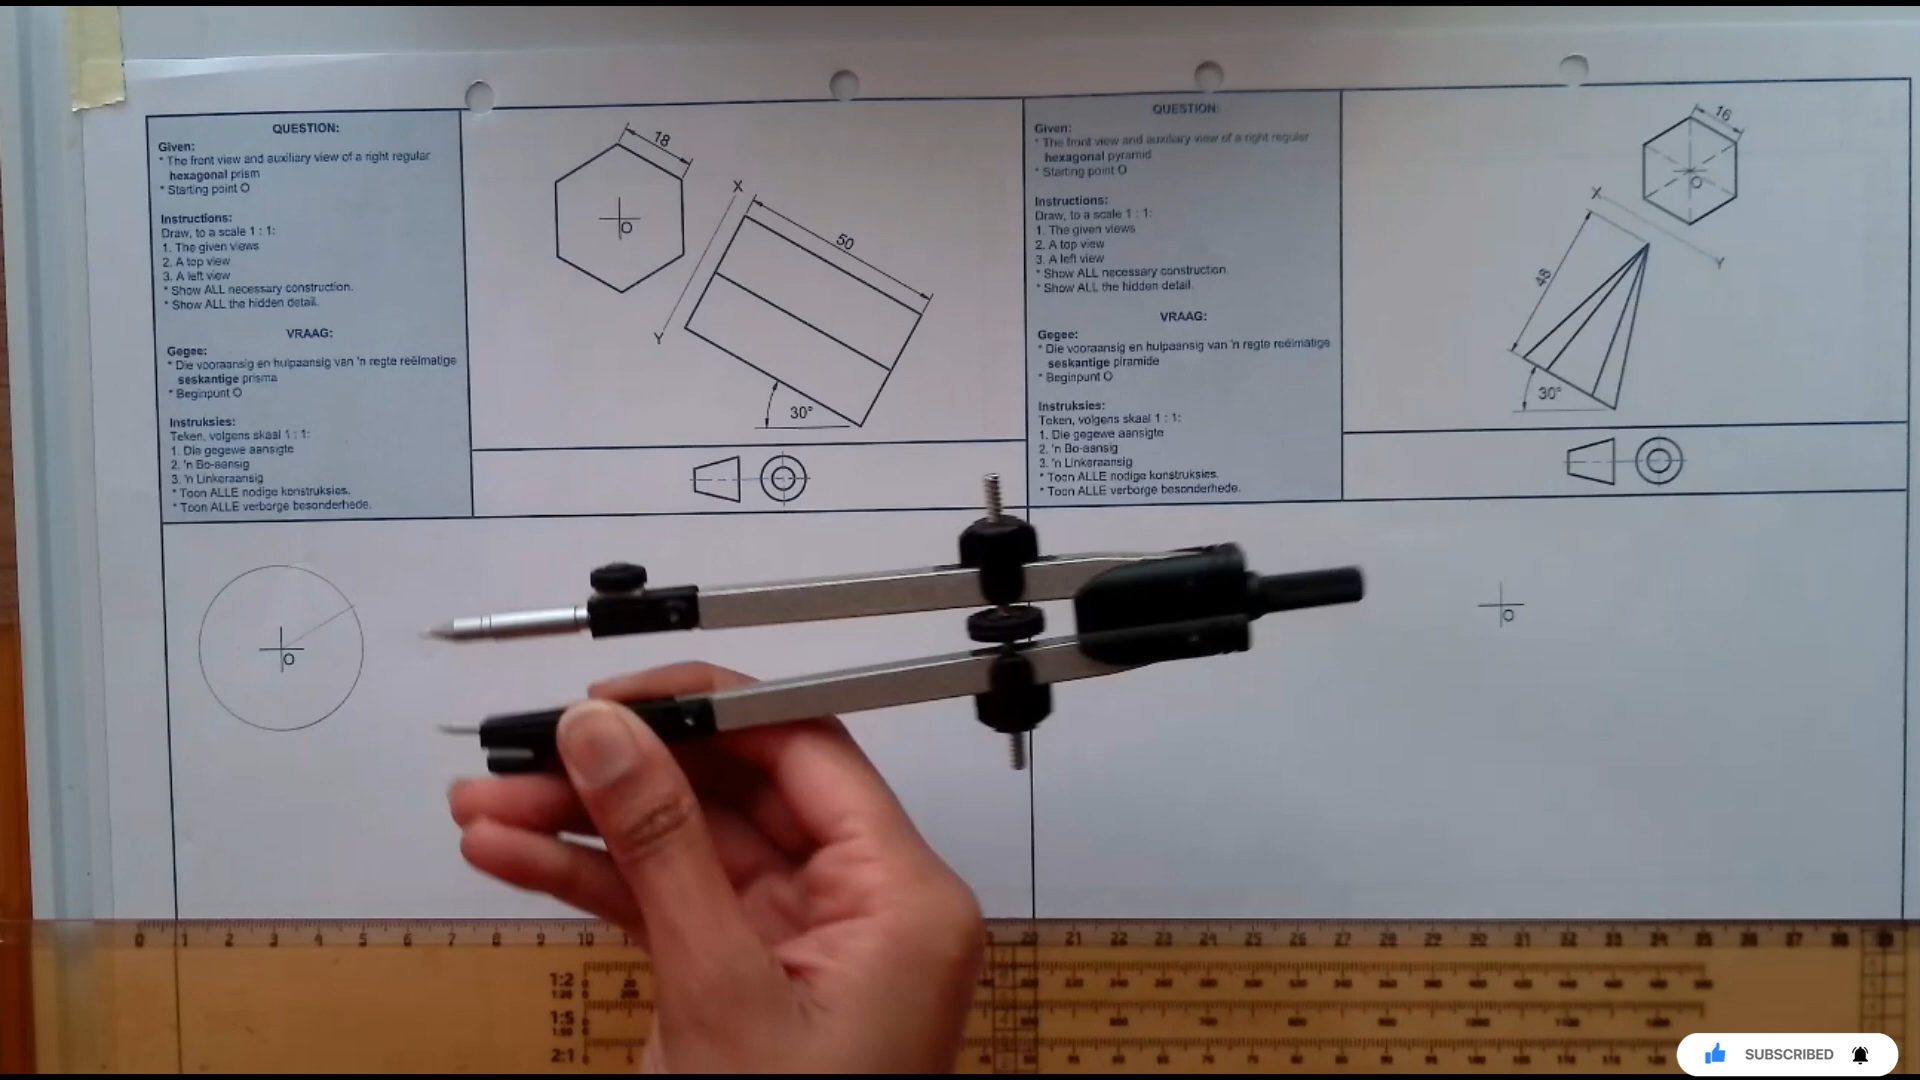 QUESTION:
Given:
* The front view and auxiliary view of a right regular
hexagonal prism
* Starting point O
Instructions:
Draw, to a scale 1 : 1:
1. The given views
2. A top view
3. A left view
* Show ALL necessary construction.
* Show ALL the hidden detail.
VRAAG:
Gegee:
* Die vooraansig en hulpaansig van 'n regte reëlmatige
seskantige prisma
* Beginpunt O
Instruksies:
Teken, volgens skaal 1 : 1:
1. Die gegewe aansigte
2. 'n Bo-aansig
3. 'n Linkeraansig
* Toon ALLE nodige konstruksies.
* Toon ALLE verborge besonderhede.
18
O
X
50
Y
30°
QUESTION:
Given:
* The front view and auxiliary view of a right regular
hexagonal pyramid
* Starting point O
Instructions:
Draw, to a scale 1 : 1:
1. The given views
2. A top view
3. A left view
* Show ALL necessary construction.
* Show ALL the hidden detail.
VRAAG:
Gegee:
* Die vooraansig en hulpaansig van 'n regte reëlmatige
seskantige piramide
* Beginpunt O
Instruksies:
Teken, volgens skaal 1 : 1:
1. Die gegewe aansigte
2. 'n Bo-aansig
3. 'n Linkeraansig
* Toon ALLE nodige konstruksies.
* Toon ALLE verborge besonderhede.
16
O
X
Y
48
30°
O
O
0 1 2 3 4 5 6 7 8 9 10 20 21 22 23 24 25 26 27 28 29 30 31 32 33 34 35 36 37 38 39
1:2
1:20
1:5
1:50
2:1
SUBSCRIBED